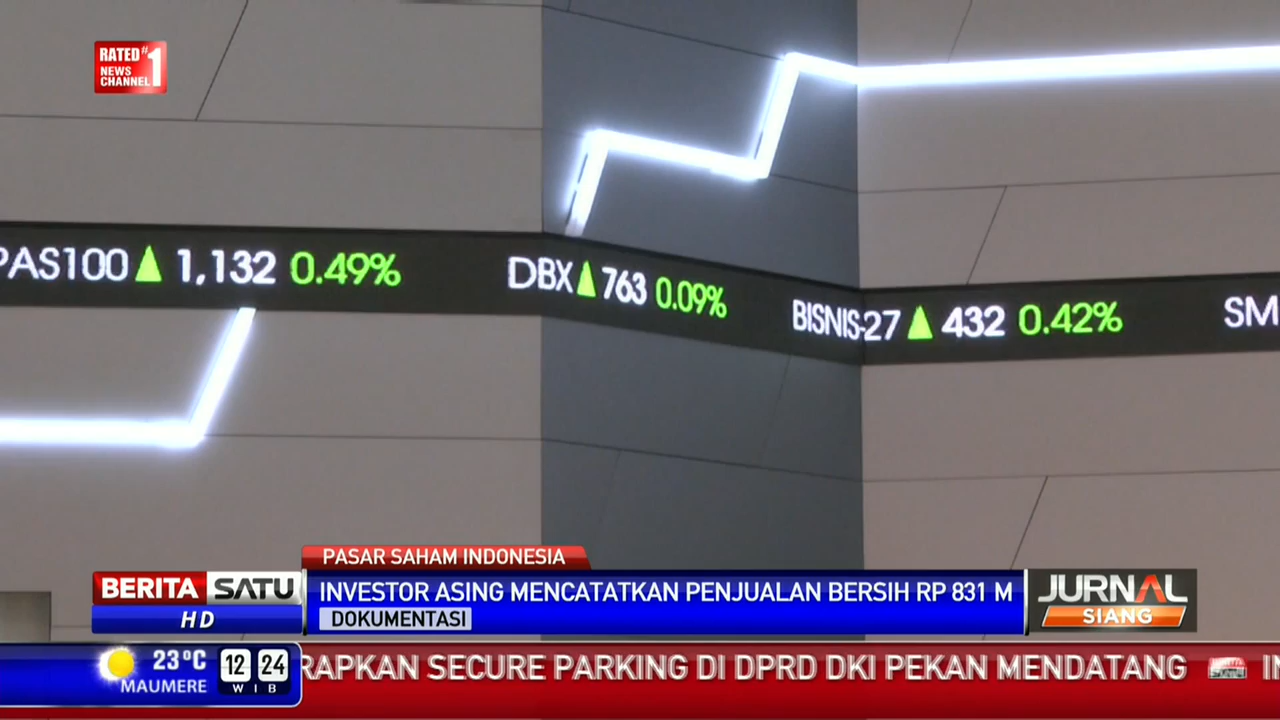 RATED #1
NEWS
CHANNEL
PAS100 ▲ 1,132 0.49% DBX ▲ 763 0.09% BISNIS-27 ▲ 432 0.42% SM
PASAR SAHAM INDONESIA
BERITA SATU
HD
INVESTOR ASING MENCATATKAN PENJUALAN BERSIH RP 831 M
DOKUMENTASI
JURNAL
SIANG
23°C
MAUMERE
12 24
WIB
RAPKAN SECURE PARKING DI DPRD DKI PEKAN MENDATANG